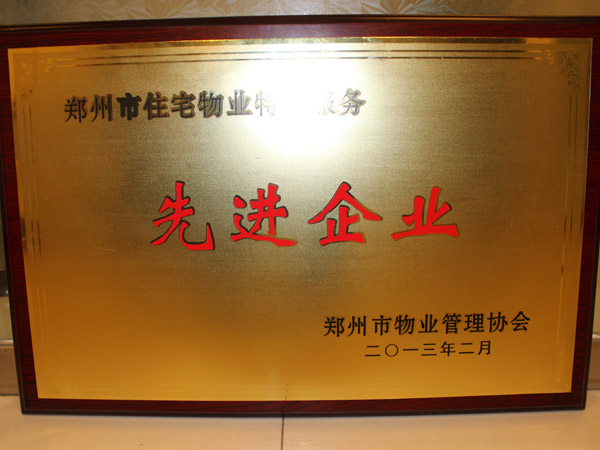 郑州市住宅物业特服务
先进企业
郑州市物业管理协会
二〇一三年二月